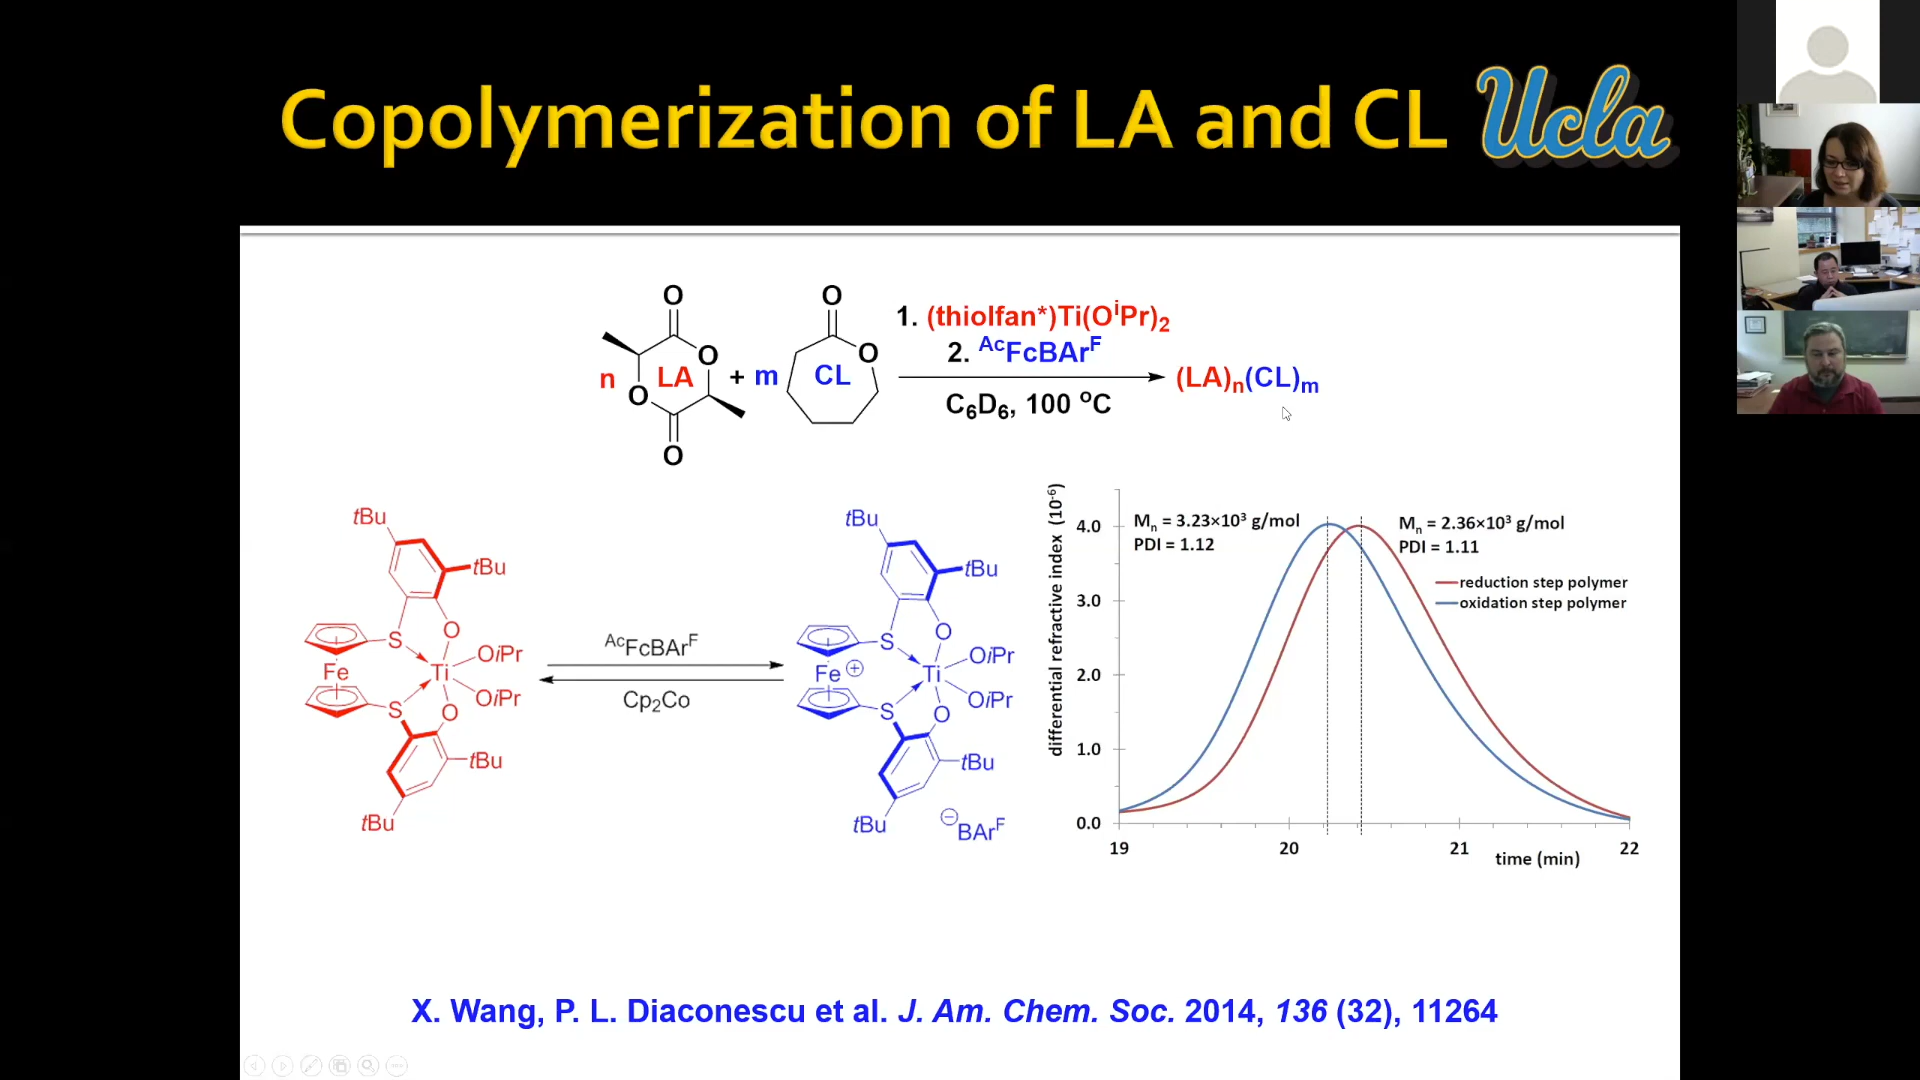 Copolymerization of LA and CL
Ucla
O
O
O
O
n
LA
+ m
O
O
CL
1. (thiolfan*)Ti(OⁱPr)₂
2. ᴬᶜFcBArᶠ
C₆D₆, 100 ºC
(LA)ₙ(CL)ₘ
tBu
tBu
O
S
OiPr
Fe
Ti
OiPr
S
O
tBu
tBu
ᴬᶜFcBArᶠ
Cp₂Co
tBu
tBu
O
S
OiPr
Fe ⊕
Ti
OiPr
S
O
tBu
tBu
⊖BArᶠ
differential refractive index (10⁻⁶)
4.0
3.0
2.0
1.0
0.0
Mₙ = 3.23×10³ g/mol
PDI = 1.12
Mₙ = 2.36×10³ g/mol
PDI = 1.11
reduction step polymer
oxidation step polymer
19
20
21
22
time (min)
X. Wang, P. L. Diaconescu et al. J. Am. Chem. Soc. 2014, 136 (32), 11264